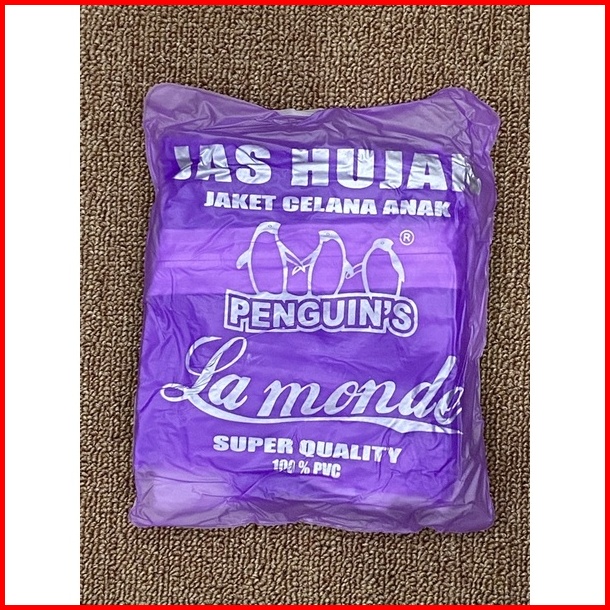 JAS HUJAN
JAKET CELANA ANAK
®
PENGUIN'S
La monde
SUPER QUALITY
100 % PVC